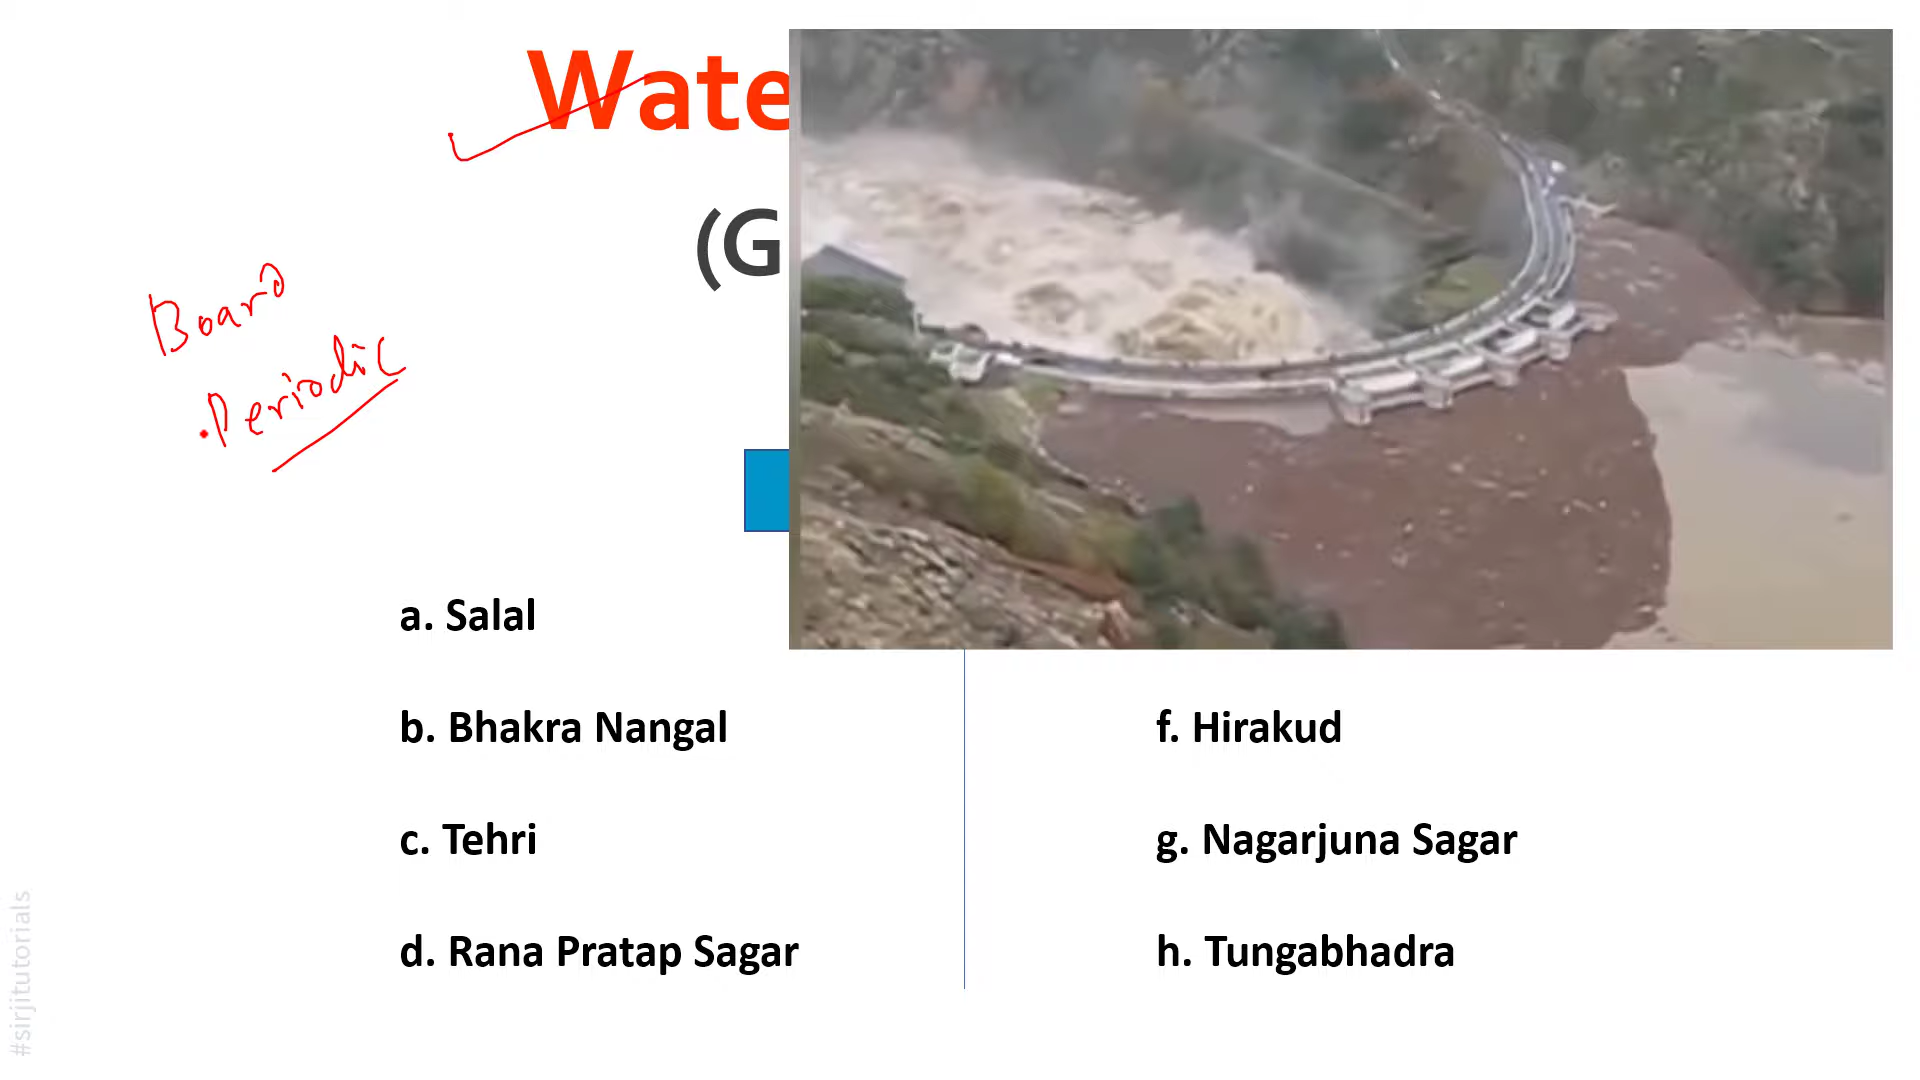 Wate
(G
Board
.Periodic
a. Salal
b. Bhakra Nangal
c. Tehri
d. Rana Pratap Sagar
f. Hirakud
g. Nagarjuna Sagar
h. Tungabhadra
#sirjitutorials